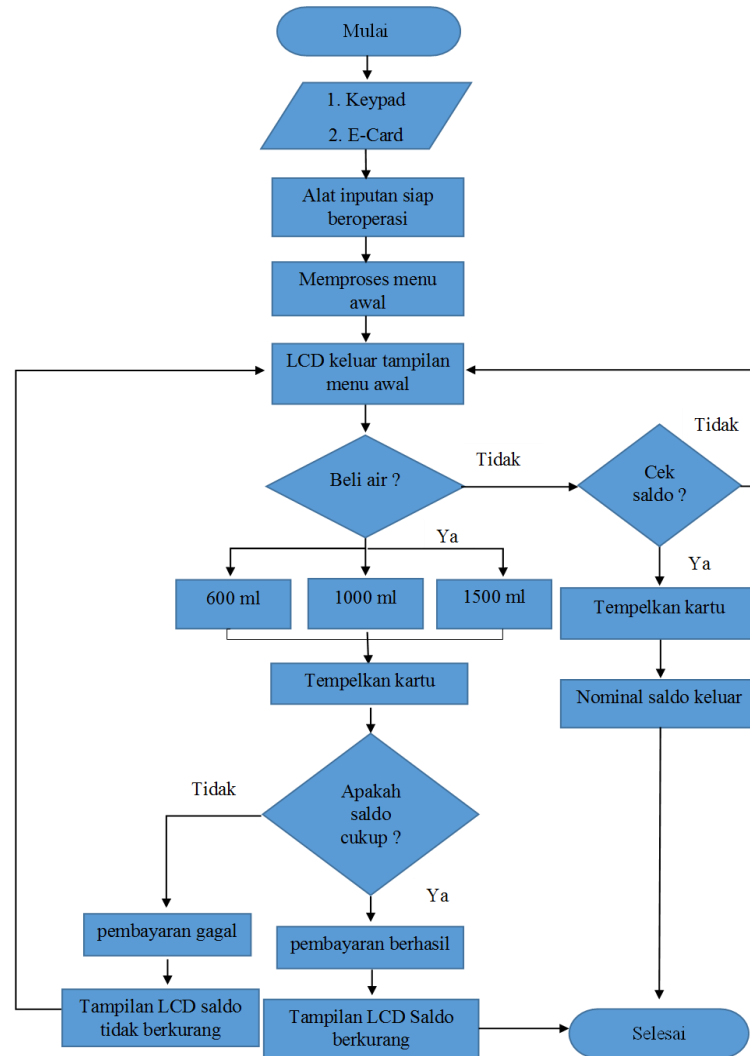 Mulai
1. Keypad
2. E-Card
Alat inputan siap
beroperasi
Memproses menu
awal
LCD keluar tampilan
menu awal
Beli air ?
Tidak
Cek
saldo ?
Tidak
Ya
Ya
600 ml
1000 ml
1500 ml
Tempelkan kartu
Nominal saldo keluar
Tempelkan kartu
Apakah
saldo
cukup ?
Tidak
Ya
pembayaran gagal
pembayaran berhasil
Tampilan LCD saldo
tidak berkurang
Tampilan LCD Saldo
berkurang
Selesai